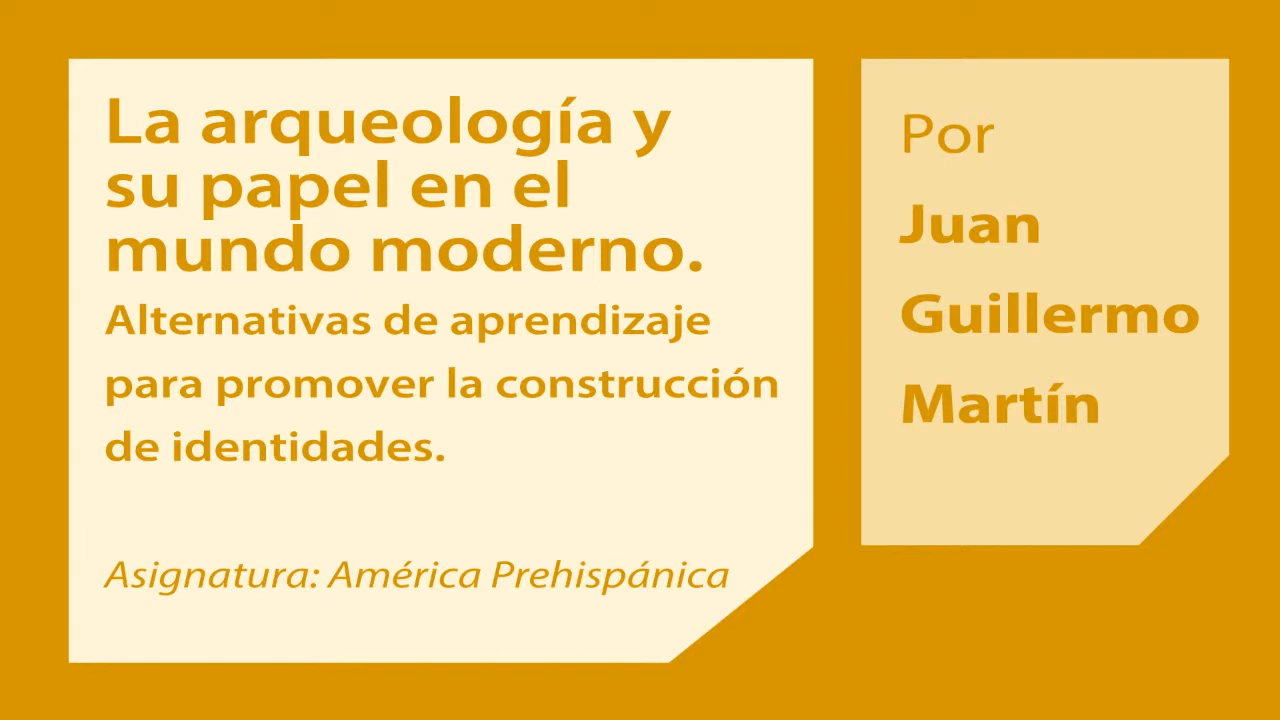 La arqueología y
su papel en el
mundo moderno.
Alternativas de aprendizaje
para promover la construcción
de identidades.
Asignatura: América Prehispánica
Por
Juan
Guillermo
Martín